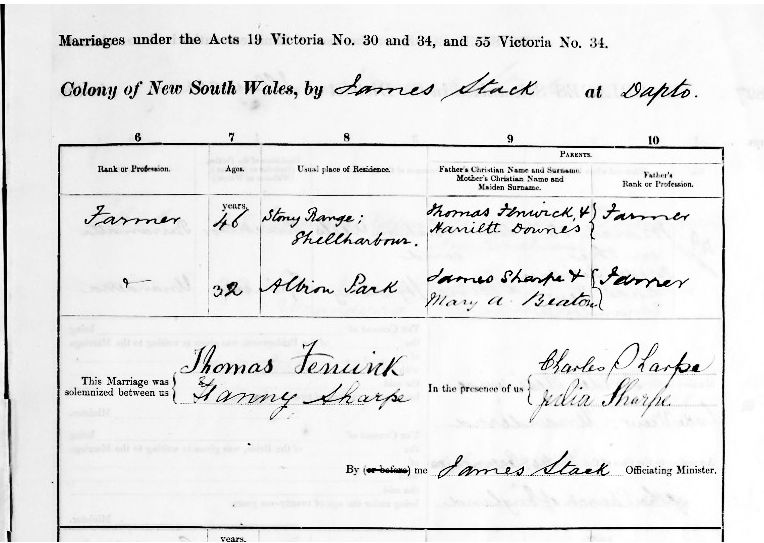 Marriages under the Acts 19 Victoria No. 30 and 34, and 55 Victoria No. 34.
Colony of New South Wales, by James Stack at Dapto.
6 7 8 9 10
PARENTS.
Rank or Profession. Ages. Usual place of Residence. Father's Christian Name and Surname. Father's
Mother's Christian Name and Rank or Profession.
Maiden Surname.
years.
Farmer 46 Stony Range; Thomas Fenwick, & Farmer
Shellharbour. Harriett Downes
32 Albion Park James Sharpe & Farmer
Mary A. Beaton
Thomas Fenwick Charles Sharpe
This Marriage was In the presence of us
solemnized between us Fanny Sharpe Julia Sharpe
By (or before) me James Stack Officiating Minister.
years.